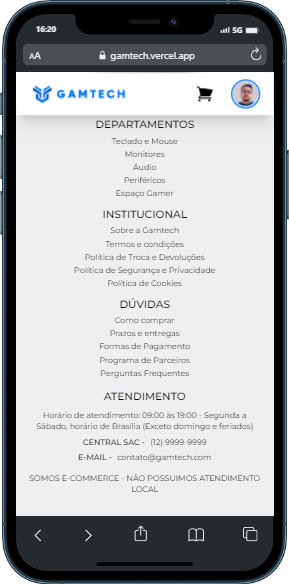 16:20
5G
AA
gamtech.vercel.app
GAMTECH
DEPARTAMENTOS
Teclado e Mouse
Monitores
Áudio
Periféricos
Espaço Gamer
INSTITUCIONAL
Sobre a Gamtech
Termos e condições
Política de Troca e Devoluções
Política de Segurança e Privacidade
Política de Cookies
DÚVIDAS
Como comprar
Prazos e entregas
Formas de Pagamento
Programa de Parceiros
Perguntas Frequentes
ATENDIMENTO
Horário de atendimento: 09:00 às 19:00 - Segunda a
Sábado, horário de Brasília (Exceto domingo e feriados)
CENTRAL SAC - (12) 9999-9999
E-MAIL - contato@gamtech.com
SOMOS E-COMMERCE - NÃO POSSUIMOS ATENDIMENTO
LOCAL